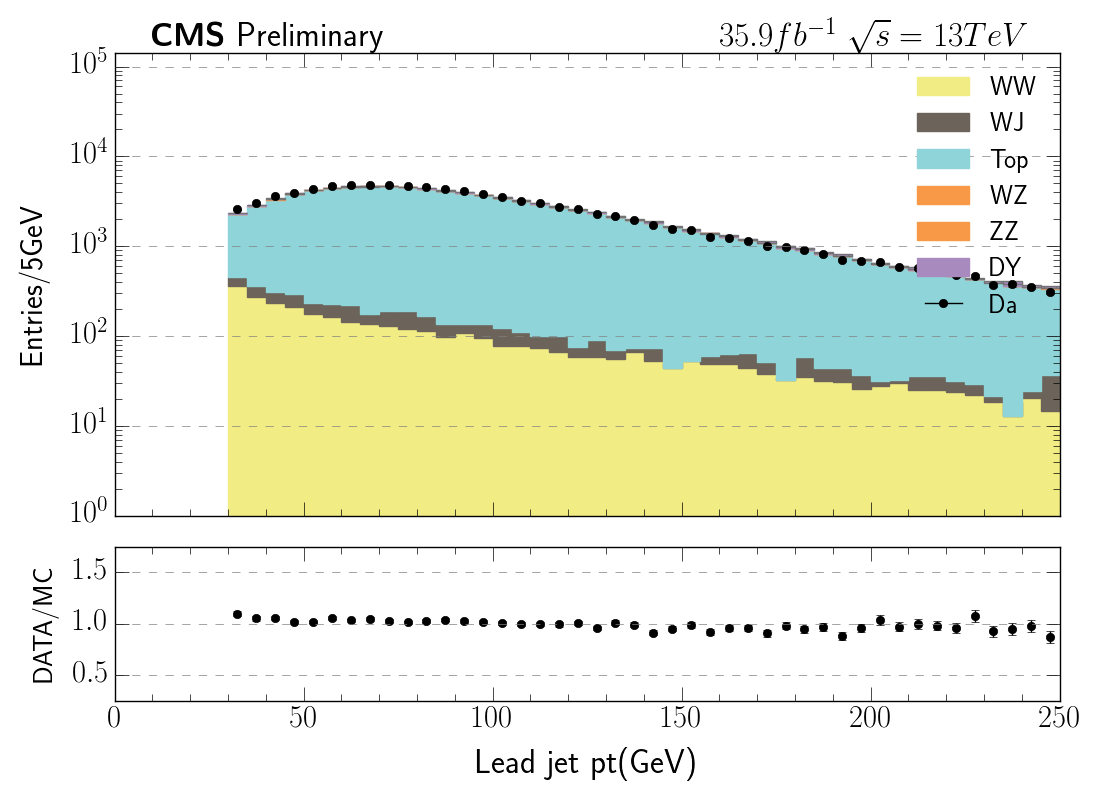 CMS Preliminary 35.9fb⁻¹ √s = 13TeV
10⁵
10⁴
10³
10²
10¹
10⁰
Entries/5GeV
WW
WJ
Top
WZ
ZZ
DY
Da
1.5
1.0
0.5
DATA/MC
0 50 100 150 200 250
Lead jet pt(GeV)